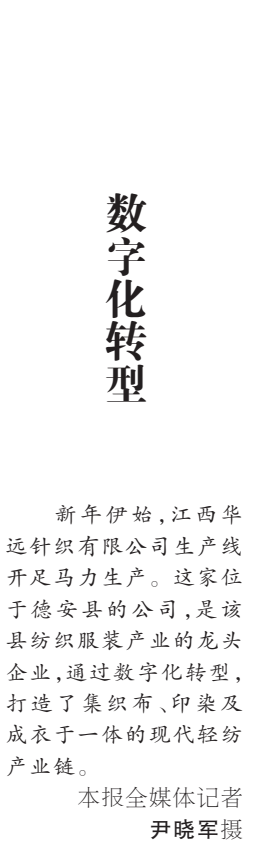 数字化转型
新年伊始,江西华
远针织有限公司生产线
开足马力生产。这家位
于德安县的公司,是该
县纺织服装产业的龙头
企业,通过数字化转型,
打造了集织布、印染及
成衣于一体的现代轻纺
产业链。
本报全媒体记者
尹晓军摄